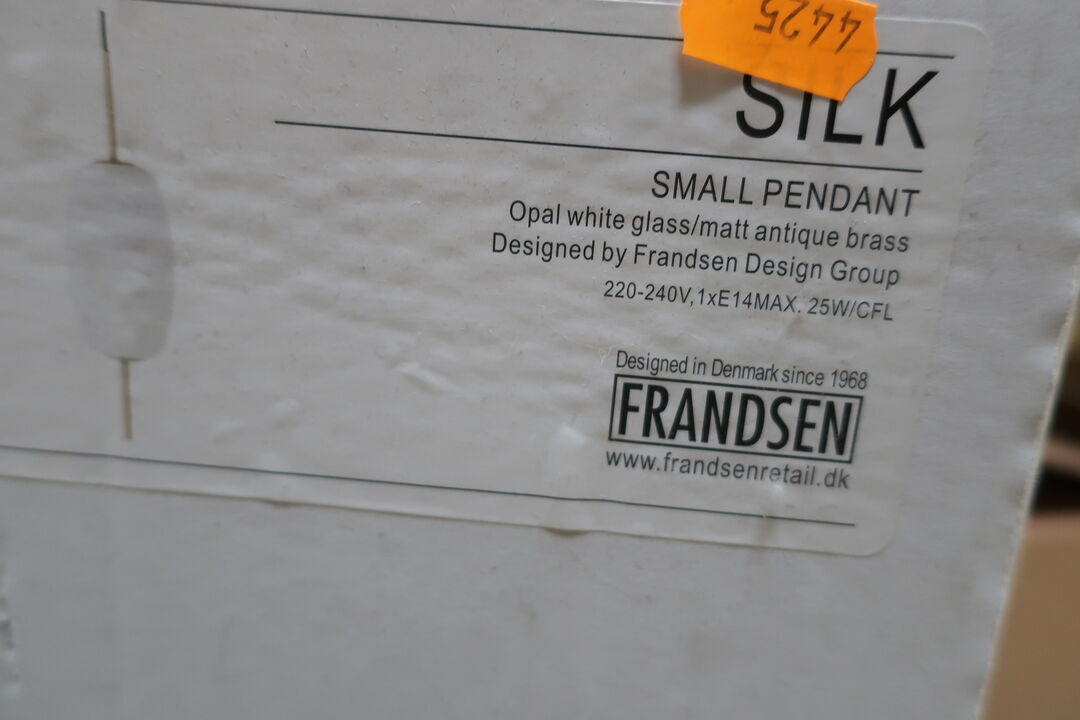 4425
SILK
SMALL PENDANT
Opal white glass/matt antique brass
Designed by Frandsen Design Group
220-240V,1xE14MAX. 25W/CFL
Designed in Denmark since 1968
FRANDSEN
www.frandsenretail.dk